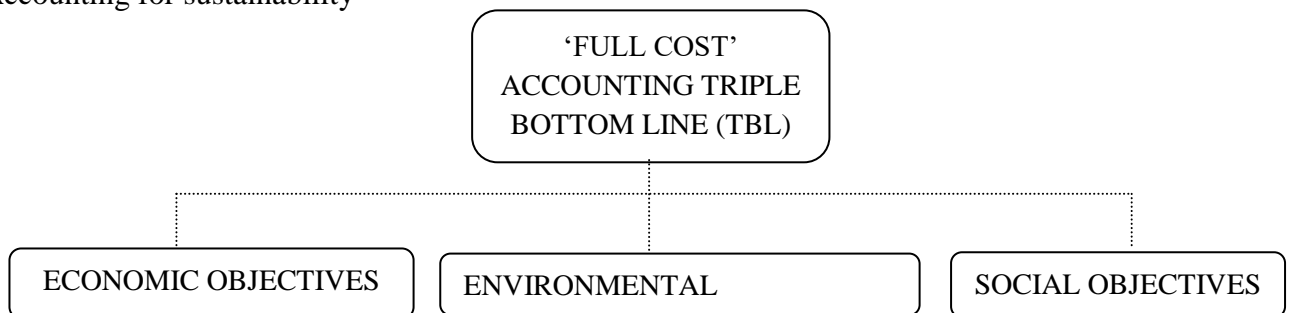 Accounting for sustainability
‘FULL COST’
ACCOUNTING TRIPLE
BOTTOM LINE (TBL)
ECONOMIC OBJECTIVES
ENVIRONMENTAL
SOCIAL OBJECTIVES